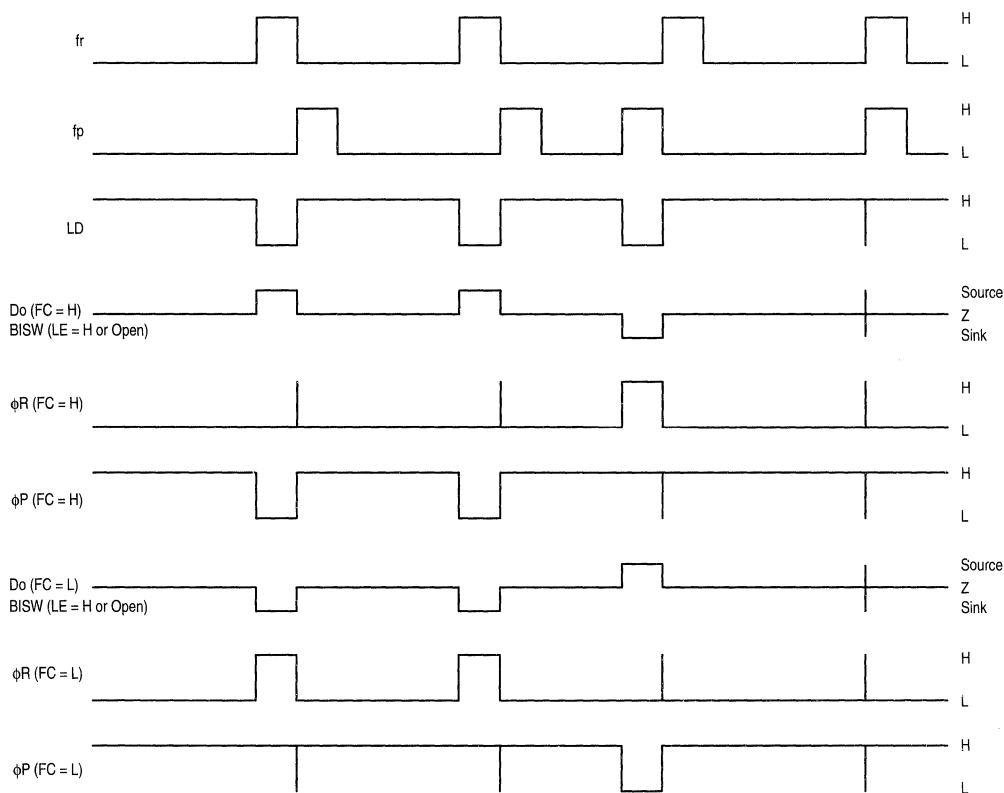 fr
H
L
fp
H
L
LD
H
L
Do (FC = H)
BISW (LE = H or Open)
Source
Z
Sink
ϕR (FC = H)
H
L
ϕP (FC = H)
H
L
Do (FC = L)
BISW (LE = H or Open)
Source
Z
Sink
ϕR (FC = L)
H
L
ϕP (FC = L)
H
L